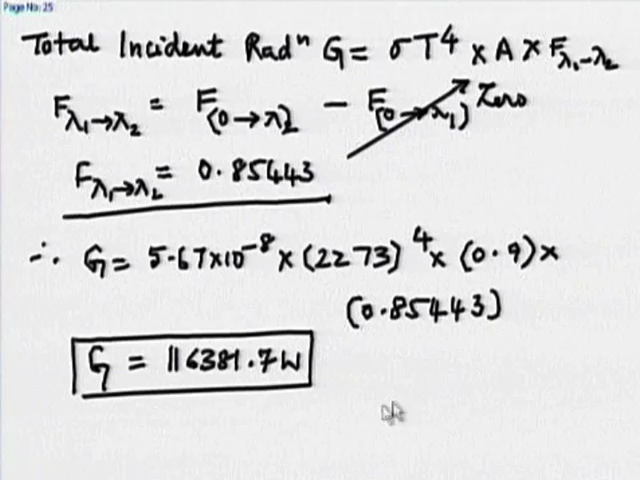 Page No: 25
Total Incident Radⁿ G = σT⁴ × A × Fλ₁-λ₂
Fλ₁→λ₂ = F(0→λ₂) - F(0→λ₁) Zero
Fλ₁→λ₂ = 0.85443
∴ G = 5.67×10⁻⁸ × (2273)⁴ × (0.9) ×
(0.85443)
G = 116381.7W